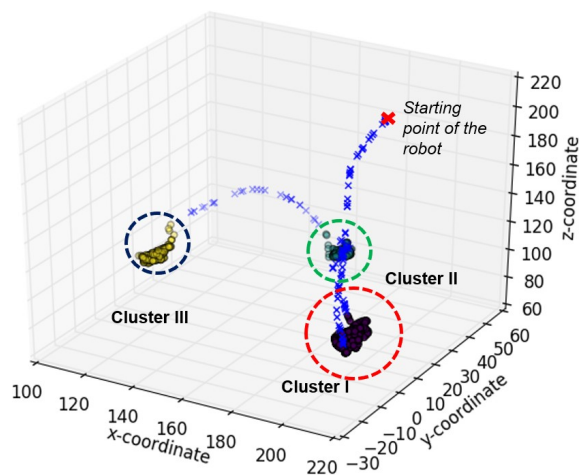 220
200
180
160
140
120
100
80
60
z-coordinate
Starting
point of the
robot
Cluster II
Cluster III
Cluster I
100
120
140
160
180
200
220
x-coordinate
−30
−20
−10
0
10
20
30
40
50
60
y-coordinate